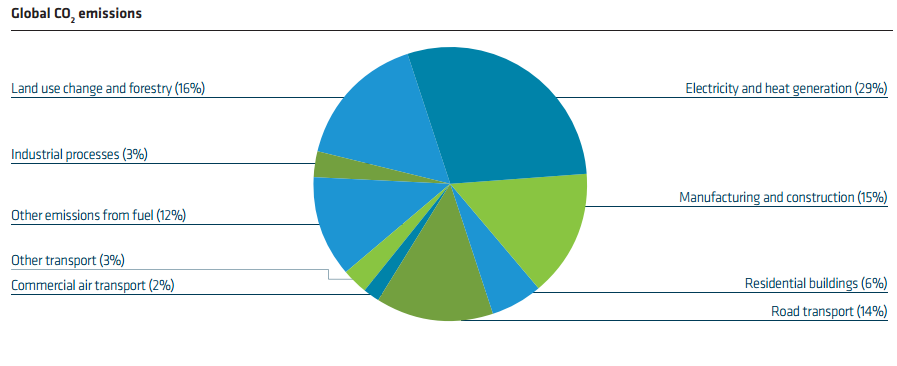 Global CO₂ emissions
Land use change and forestry (16%)
Electricity and heat generation (29%)
Industrial processes (3%)
Manufacturing and construction (15%)
Other emissions from fuel (12%)
Other transport (3%)
Commercial air transport (2%)
Residential buildings (6%)
Road transport (14%)